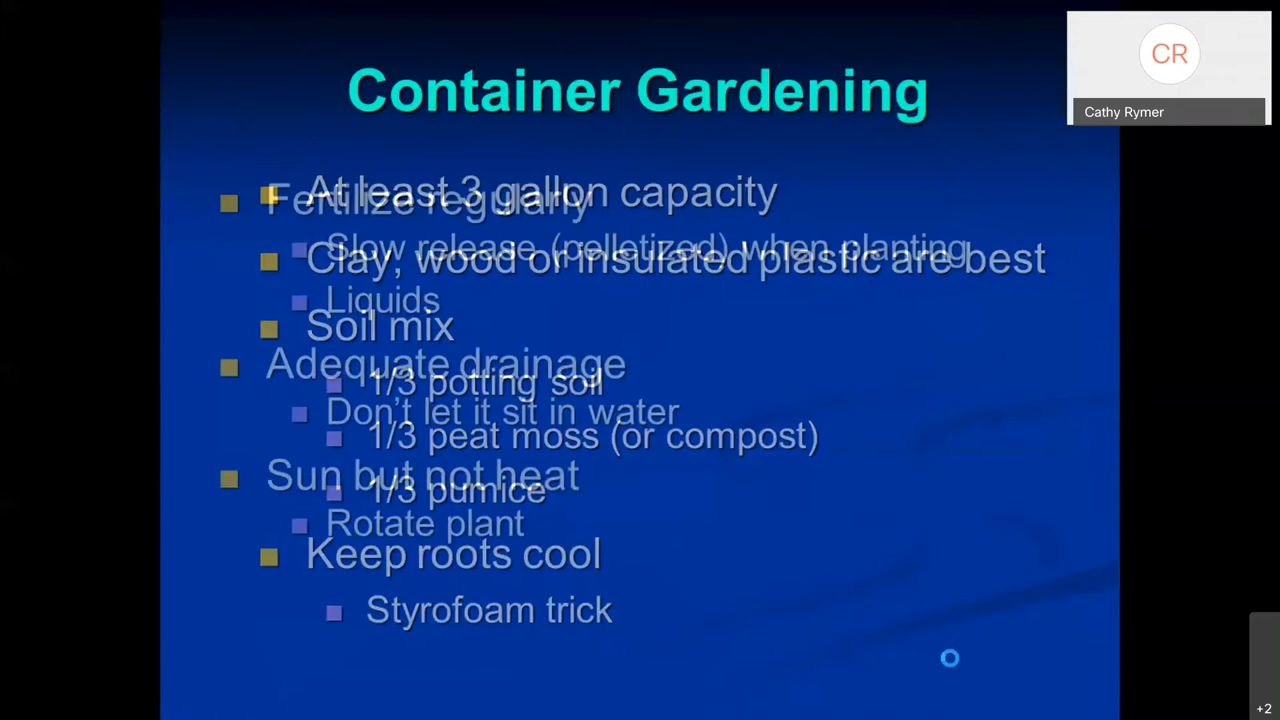 Container Gardening
CR
Cathy Rymer
At least 3 gallon capacity
Fertilize regularly
Slow release (pelletized) when planting
Clay, wood or insulated plastic are best
Liquids
Soil mix
Adequate drainage
1/3 potting soil
Don't let it sit in water
1/3 peat moss (or compost)
Sun but not heat
1/3 pumice
Rotate plant
Keep roots cool
Styrofoam trick
+2